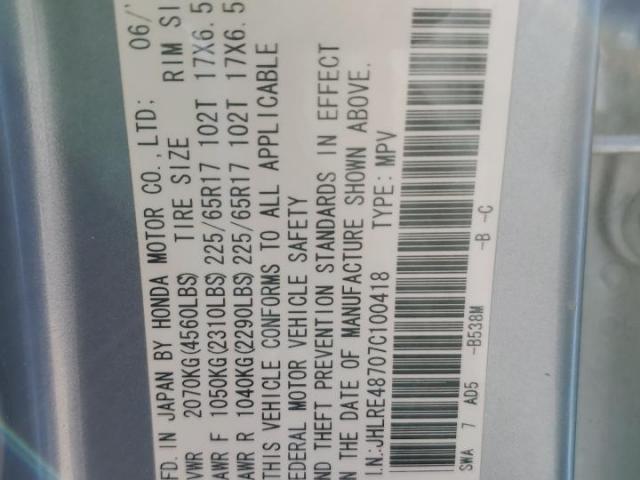 FD. IN JAPAN BY HONDA MOTOR CO., LTD: 06/
VWR 2070KG(4560LBS) TIRE SIZE RIM SI
AWR F 1050KG(2310LBS) 225/65R17 102T 17X6.5
AWR R 1040KG(2290LBS) 225/65R17 102T 17X6.5
THIS VEHICLE CONFORMS TO ALL APPLICABLE
EDERAL MOTOR VEHICLE SAFETY
ND THEFT PREVENTION STANDARDS IN EFFECT
N THE DATE OF MANUFACTURE SHOWN ABOVE.
I.N.:JHLRE48707C100418 TYPE: MPV
SWA 7 AD5 -B538M -B -C